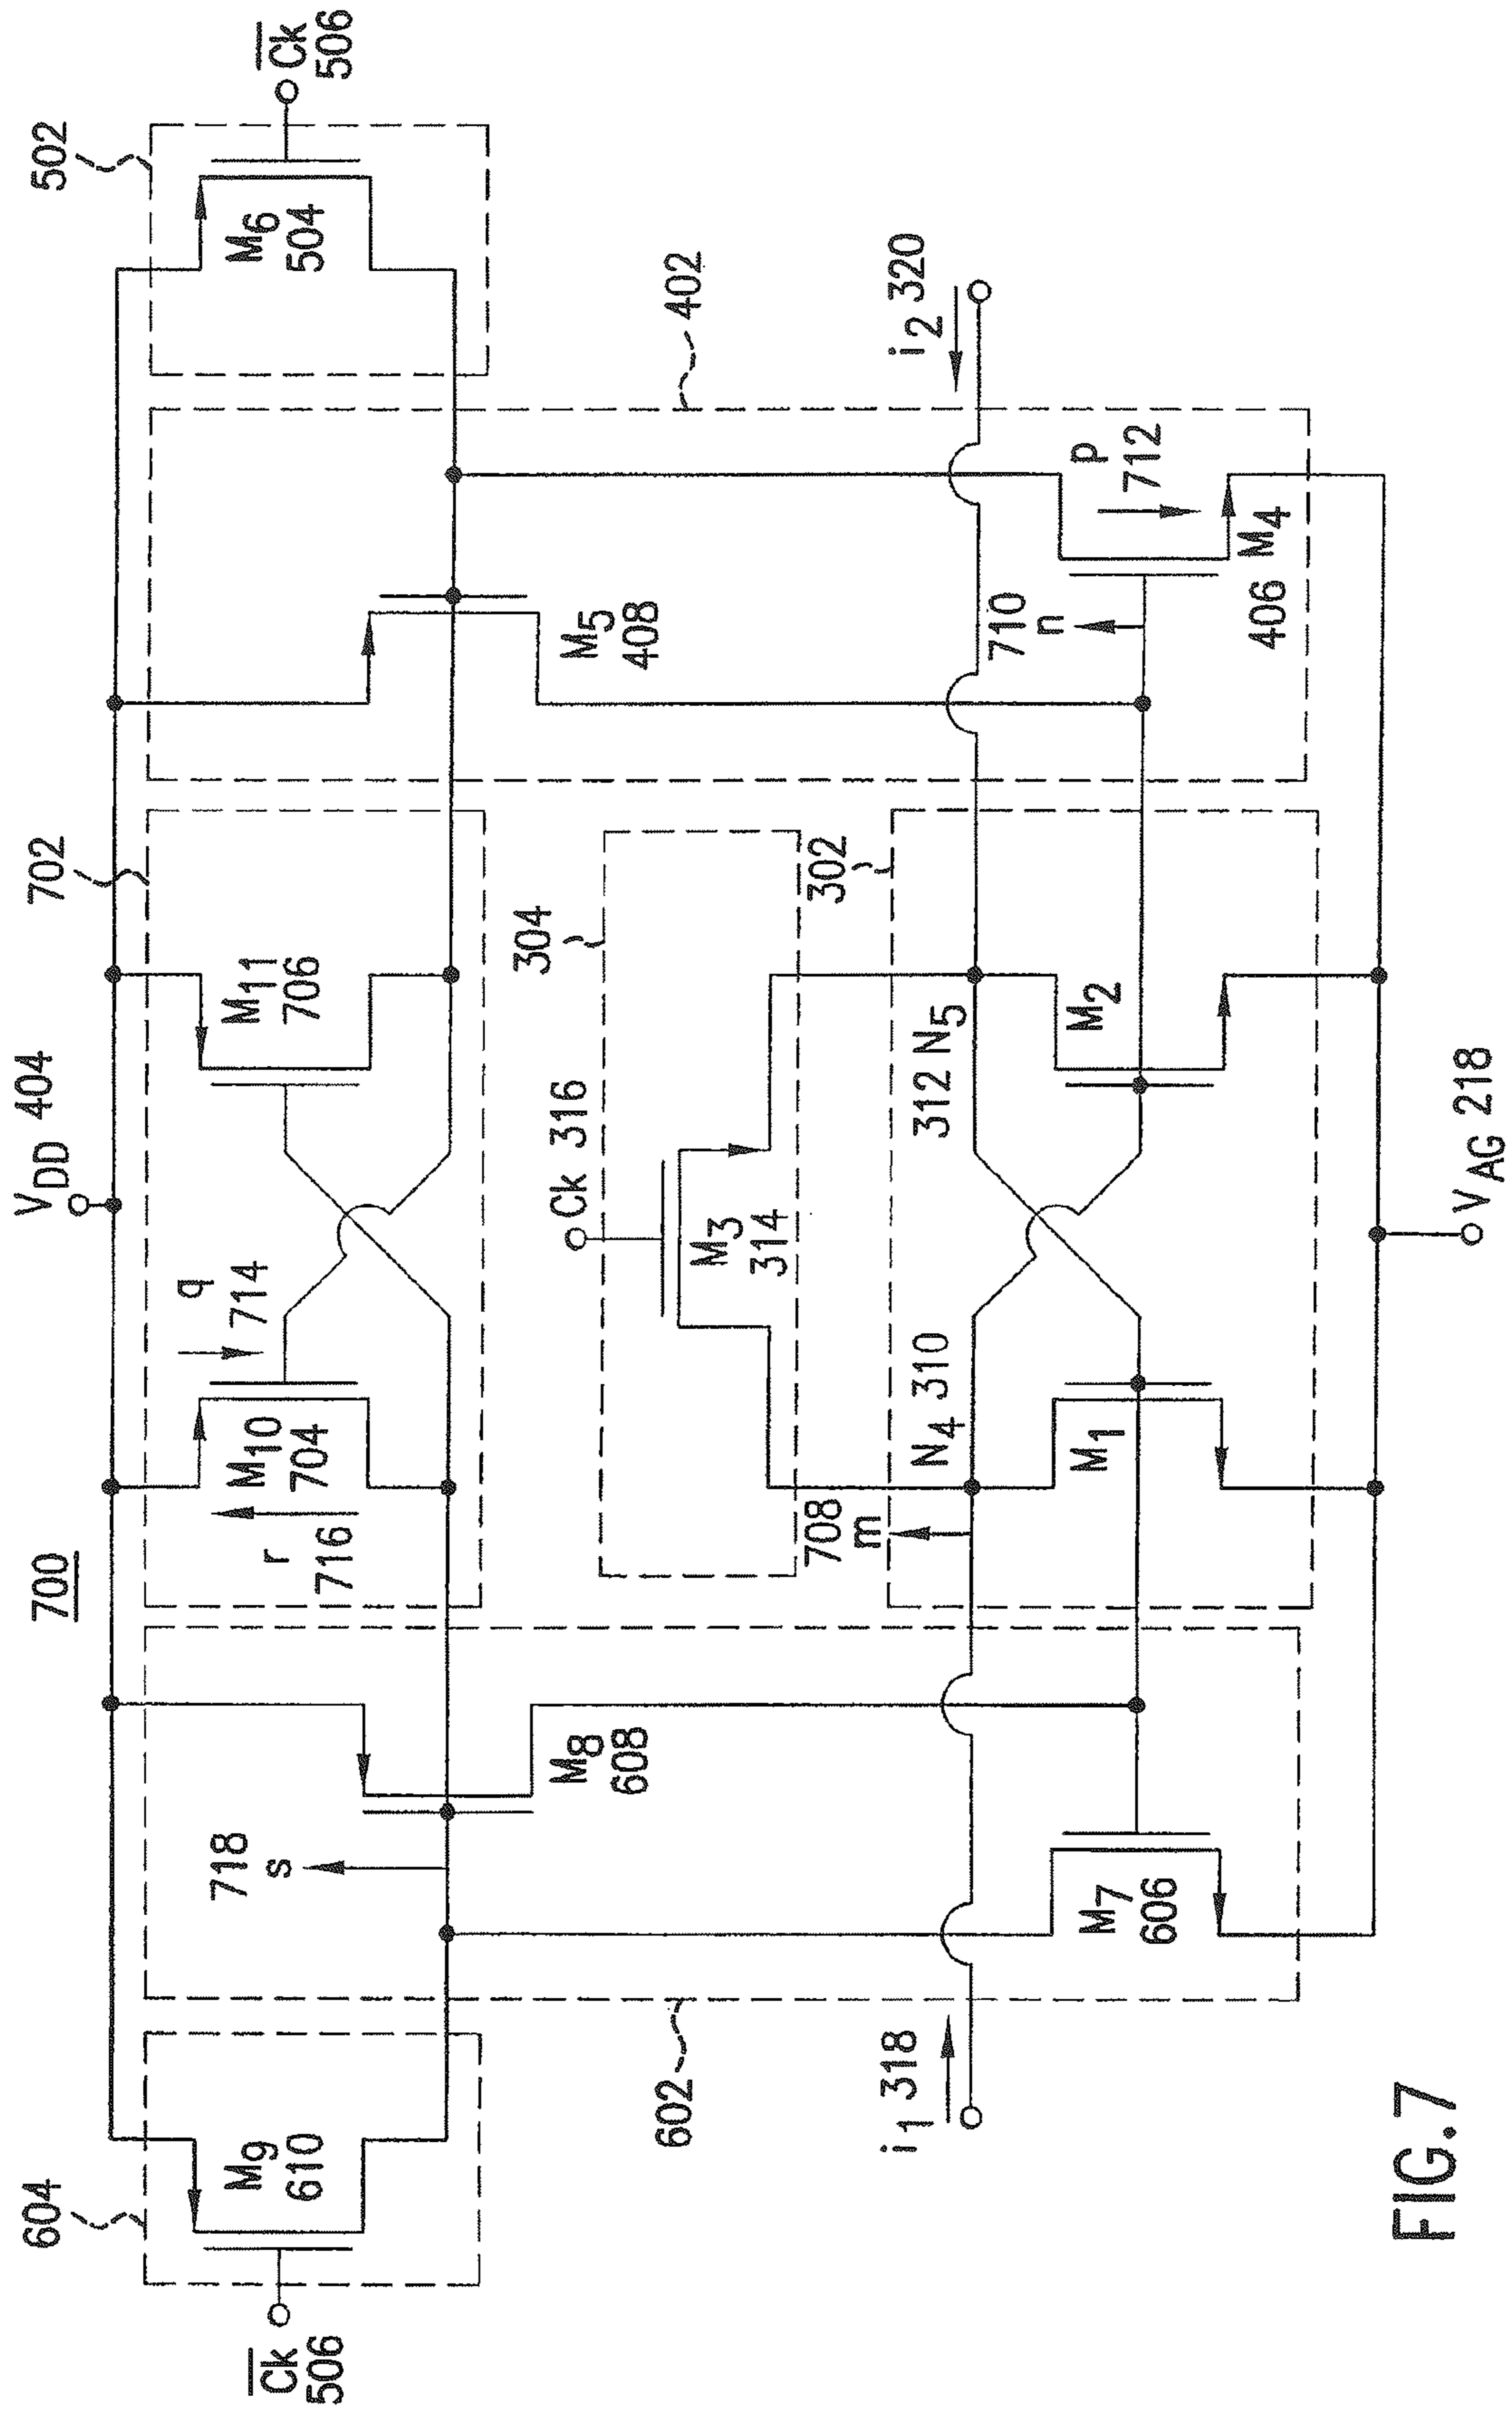 700
V_DD 404
702
502
604
Ck 506
M9 610
718 s
M8 608
r 716
M10 704
q 714
M11 706
M5 408
M6 504
Ck 506
602
304
Ck 316
M3 314
302
402
i1 318
708 m
N4 310
312 N5
i2 320
M7 606
M1
M2
710 n
p 712
M4 406
V_AG 218
FIG.7